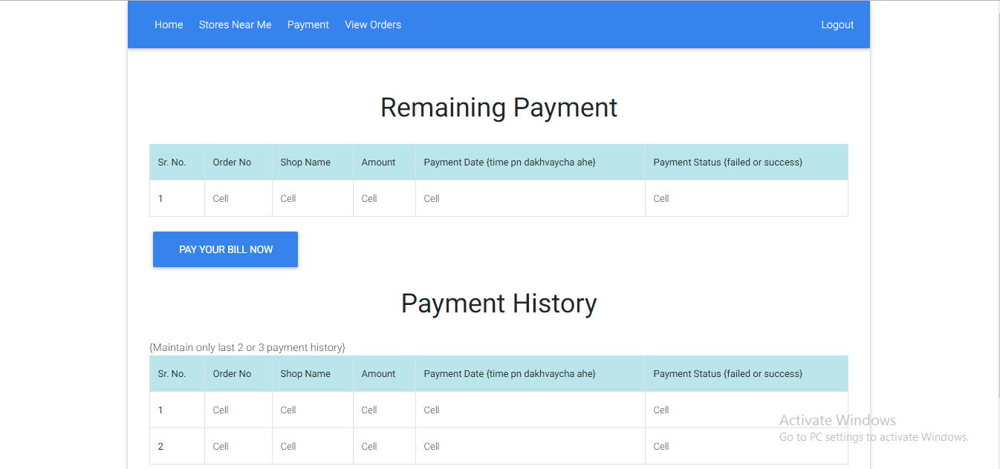 Home Stores Near Me Payment View Orders Logout
Remaining Payment
Sr. No. Order No Shop Name Amount Payment Date {time pn dakhvaycha ahe} Payment Status {failed or success}
1 Cell Cell Cell Cell Cell
PAY YOUR BILL NOW
Payment History
{Maintain only last 2 or 3 payment history}
Sr. No. Order No Shop Name Amount Payment Date {time pn dakhvaycha ahe} Payment Status {failed or success}
1 Cell Cell Cell Cell Cell
Activate Windows
Go to PC settings to activate Windows.
2 Cell Cell Cell Cell Cell